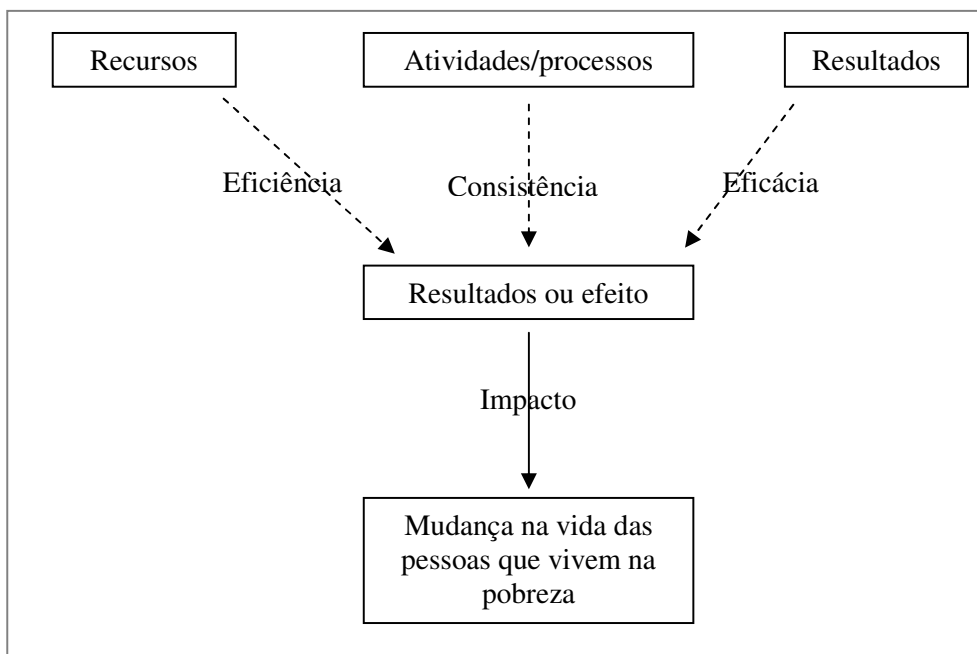 Recursos
Atividades/processos
Resultados
Eficiência
Consistência
Eficácia
Resultados ou efeito
Impacto
Mudança na vida das
pessoas que vivem na
pobreza